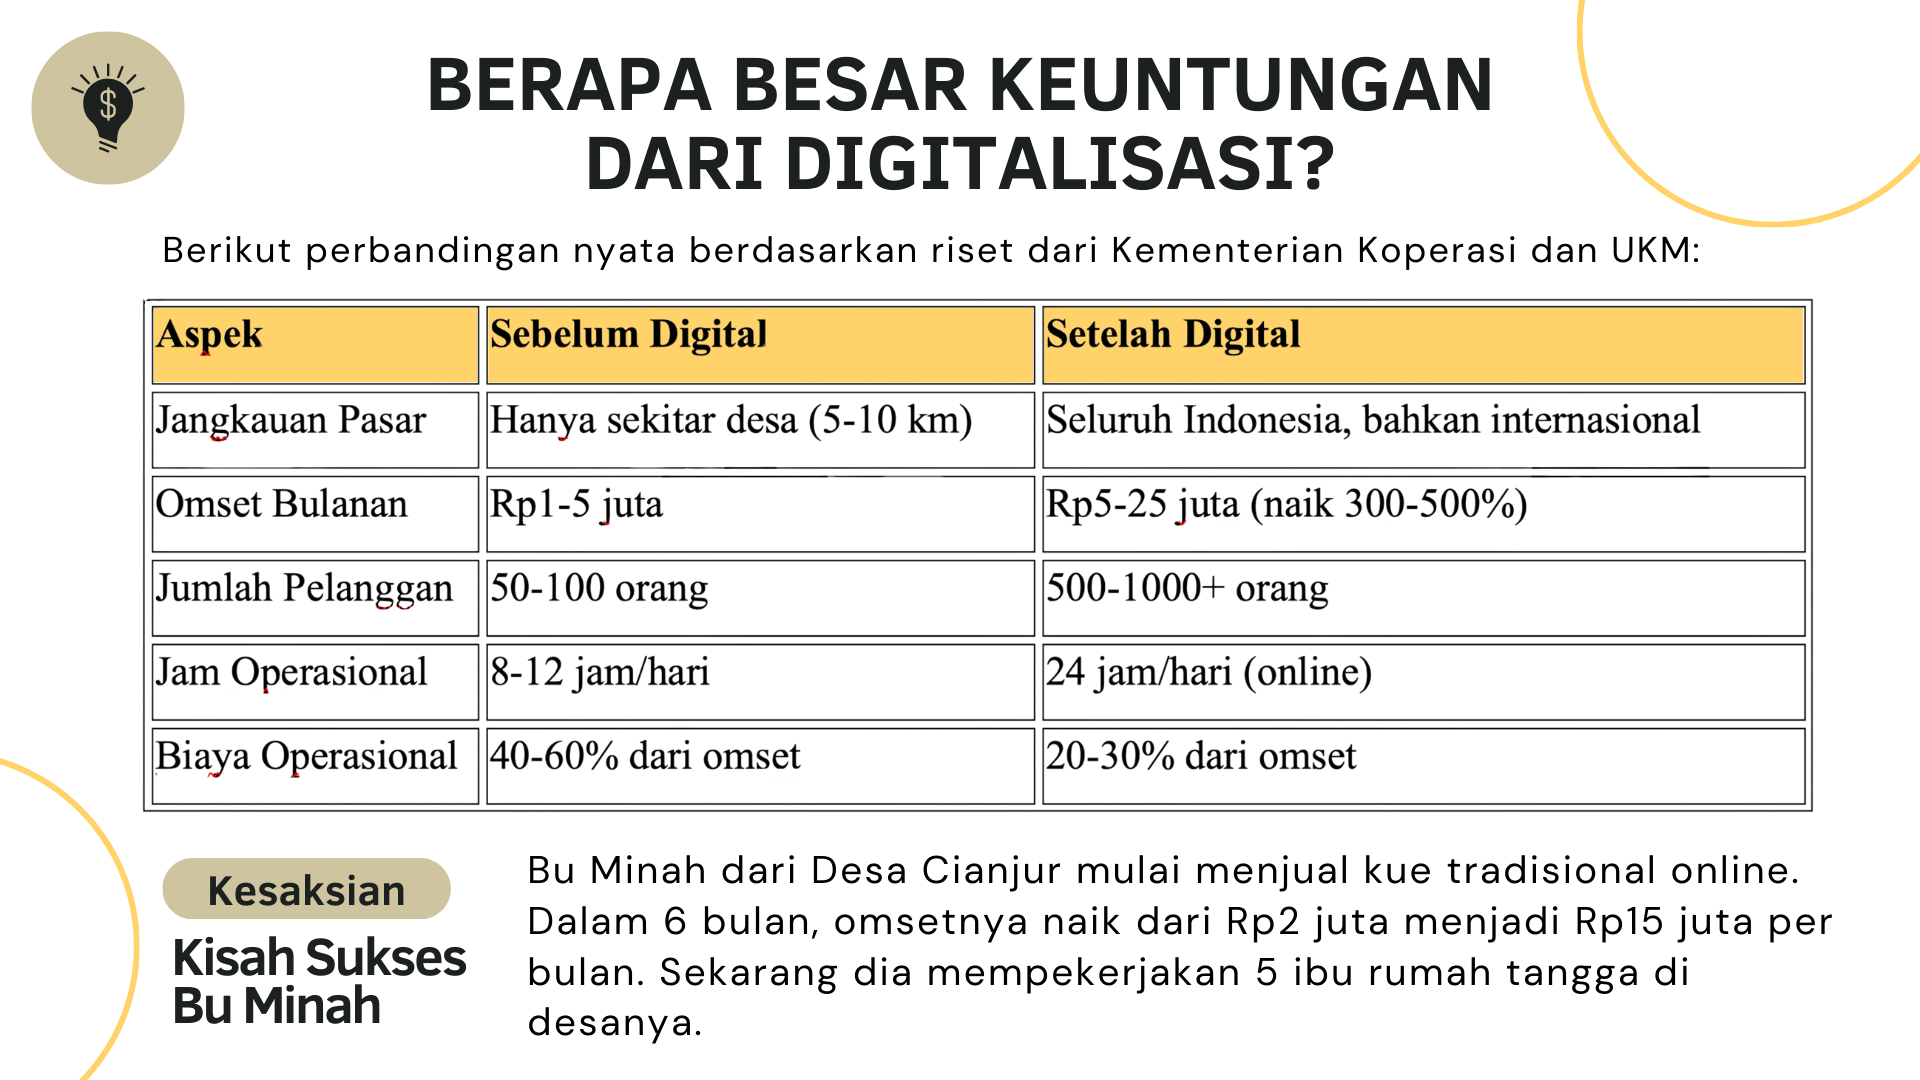 $
BERAPA BESAR KEUNTUNGAN
DARI DIGITALISASI?
Berikut perbandingan nyata berdasarkan riset dari Kementerian Koperasi dan UKM:
Aspek Sebelum Digital Setelah Digital
Jangkauan Pasar Hanya sekitar desa (5-10 km) Seluruh Indonesia, bahkan internasional
Omset Bulanan Rp1-5 juta Rp5-25 juta (naik 300-500%)
Jumlah Pelanggan 50-100 orang 500-1000+ orang
Jam Operasional 8-12 jam/hari 24 jam/hari (online)
Biaya Operasional 40-60% dari omset 20-30% dari omset
Kesaksian
Kisah Sukses
Bu Minah
Bu Minah dari Desa Cianjur mulai menjual kue tradisional online.
Dalam 6 bulan, omsetnya naik dari Rp2 juta menjadi Rp15 juta per
bulan. Sekarang dia mempekerjakan 5 ibu rumah tangga di
desanya.